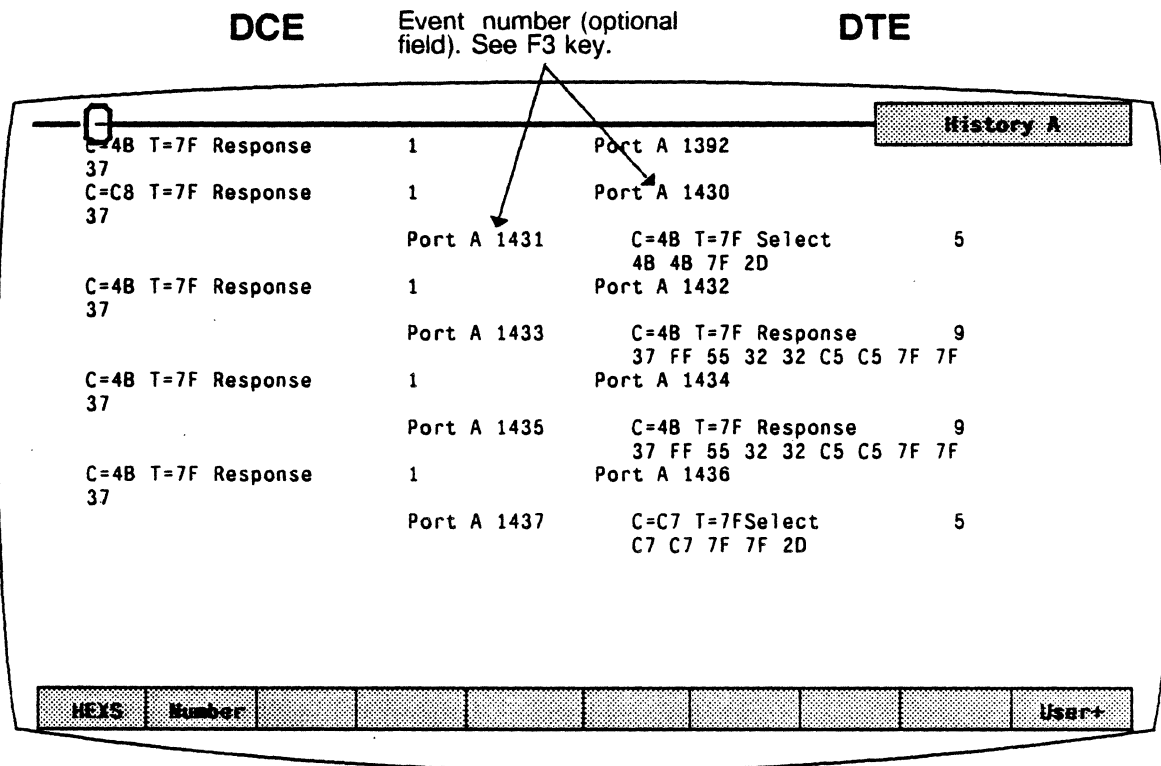 DCE Event number (optional DTE
field). See F3 key.
History A
C=4B T=7F Response 1 Port A 1392
37
C=C8 T=7F Response 1 Port A 1430
37
Port A 1431 C=4B T=7F Select 5
4B 4B 7F 2D
C=4B T=7F Response 1 Port A 1432
37
Port A 1433 C=4B T=7F Response 9
37 FF 55 32 32 C5 C5 7F 7F
C=4B T=7F Response 1 Port A 1434
37
Port A 1435 C=4B T=7F Response 9
37 FF 55 32 32 C5 C5 7F 7F
C=4B T=7F Response 1 Port A 1436
37
Port A 1437 C=C7 T=7FSelect 5
C7 C7 7F 7F 2D
HEXS Number User+